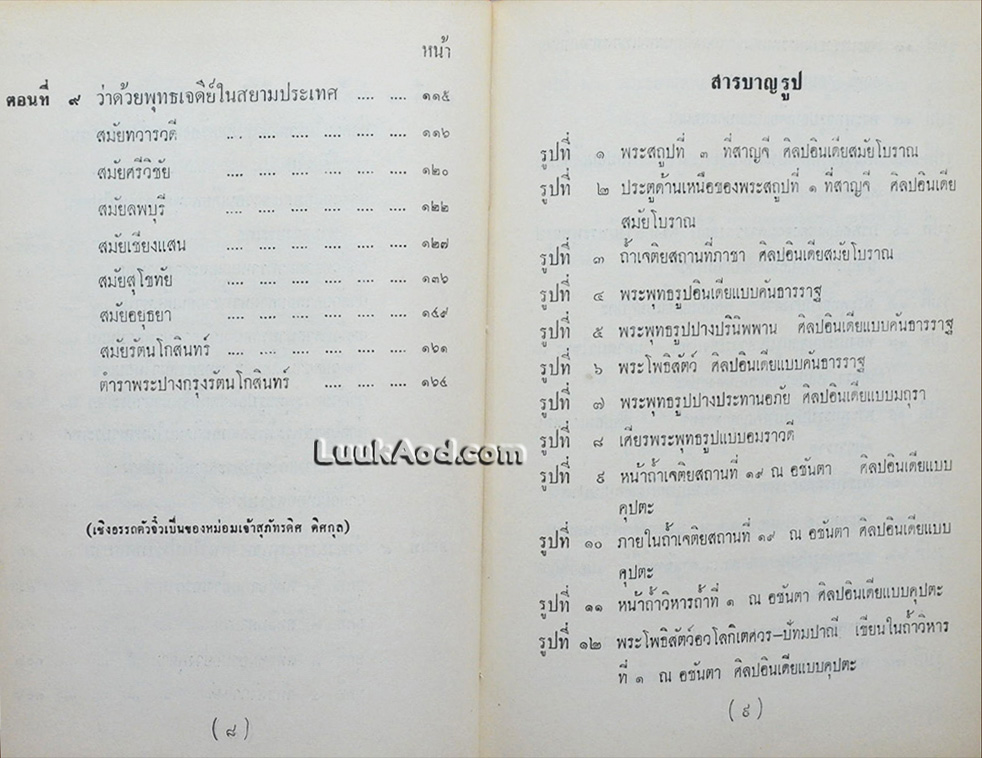 หน้า
ตอนที่ ๙ ว่าด้วยพุทธเจดีย์ในสยามประเทศ .... .... ๑๑๕
สมัยทวารวดี .... .... .... .... .... ๑๑๖
สมัยศรีวิชัย .... .... .... .... .... ๑๒๐
สมัยลพบุรี .... .... .... .... .... ๑๒๒
สมัยเชียงแสน .... .... .... .... .... ๑๒๗
สมัยสุโขทัย .... .... .... .... .... ๑๓๖
สมัยอยุธยา .... .... .... .... .... ๑๔๙
สมัยรัตนโกสินทร์ .... .... .... .... .... ๑๖๑
ตำราพระปางกรุงรัตนโกสินทร์ .... .... .... ๑๖๔
LuukAod.com
(เชิงอรรถตัวจิ๋วเป็นของหม่อมเจ้าสุภัทรดิศ ดิศกุล)
(๘)
สารบาญรูป
รูปที่ ๑ พระสถูปที่ ๓ ที่สาญจี ศิลปอินเดียสมัยโบราณ
รูปที่ ๒ ประตูด้านเหนือของพระสถูปที่ ๑ ที่สาญจี ศิลปอินเดีย
สมัยโบราณ
รูปที่ ๓ ถ้ำเจติยสถานที่ภาชา ศิลปอินเดียสมัยโบราณ
รูปที่ ๔ พระพุทธรูปอินเดียแบบคันธารราฐ
รูปที่ ๕ พระพุทธรูปปางปรินิพพาน ศิลปอินเดียแบบคันธารราฐ
รูปที่ ๖ พระโพธิสัตว์ ศิลปอินเดียแบบคันธารราฐ
รูปที่ ๗ พระพุทธรูปปางประทานอภัย ศิลปอินเดียแบบมถุรา
รูปที่ ๘ เศียรพระพุทธรูปแบบอมราวดี
รูปที่ ๙ หน้าถ้ำเจติยสถานที่ ๑๙ ณ อชันตา ศิลปอินเดียแบบ
คุปตะ
รูปที่ ๑๐ ภายในถ้ำเจติยสถานที่ ๑๙ ณ อชันตา ศิลปอินเดียแบบ
คุปตะ
รูปที่ ๑๑ หน้าถ้ำวิหารถ้ำที่ ๑ ณ อชันตา ศิลปอินเดียแบบคุปตะ
รูปที่ ๑๒ พระโพธิสัตว์อวโลกิเตศวร-ปัทมปาณี เขียนในถ้ำวิหาร
ที่ ๑ ณ อชันตา ศิลปอินเดียแบบคุปตะ
(๙)